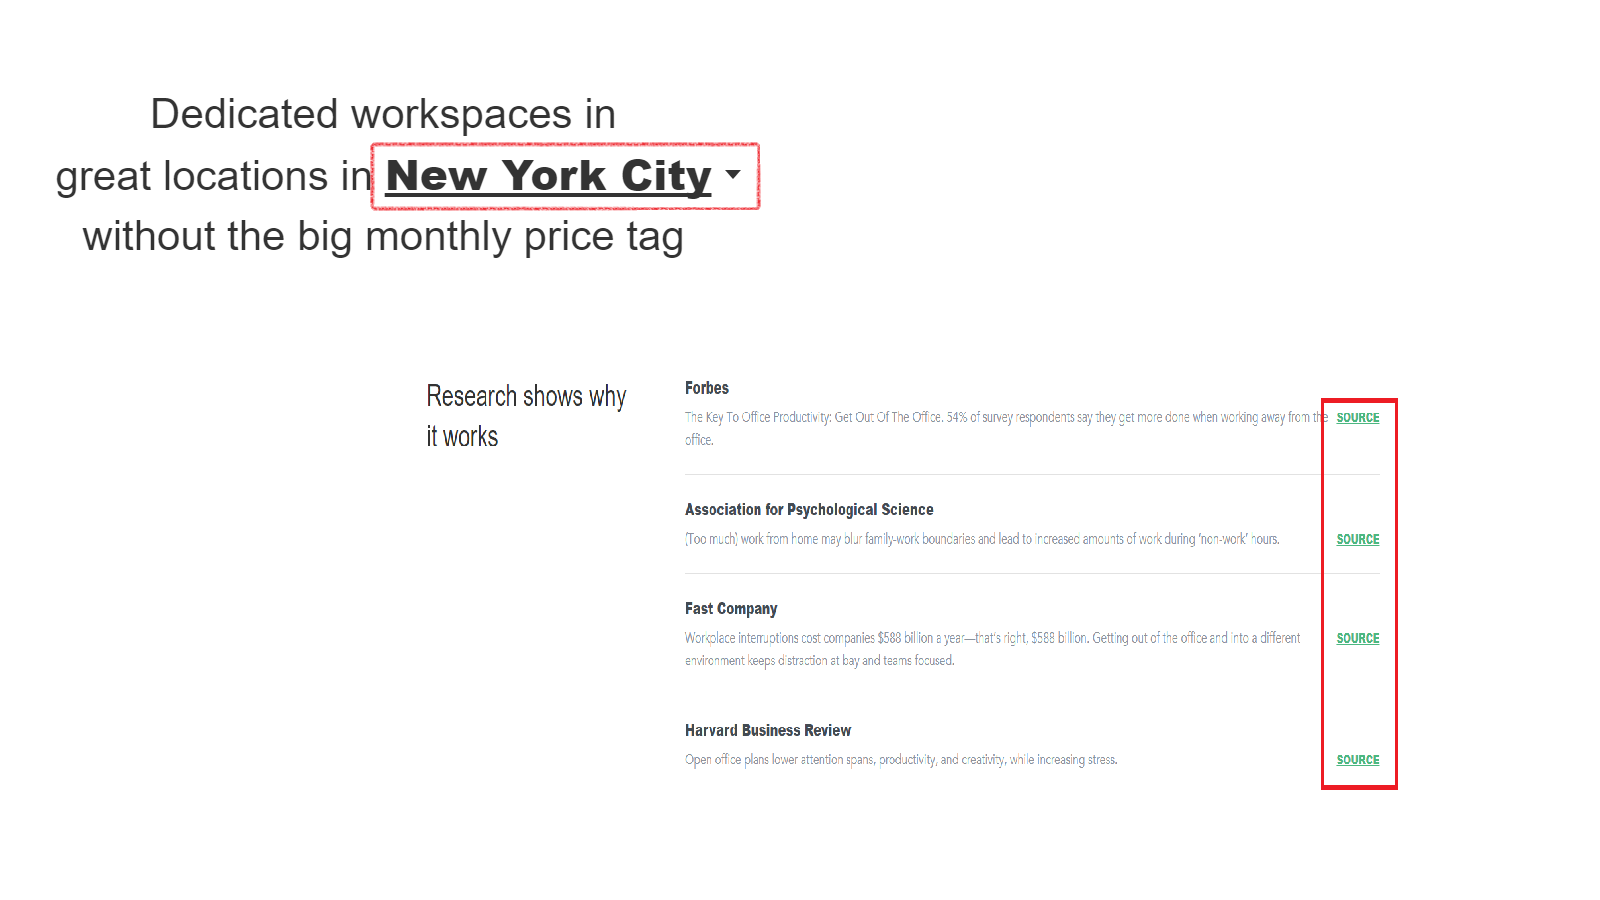 Dedicated workspaces in
great locations in New York City
without the big monthly price tag
Research shows why
it works
Forbes
The Key To Office Productivity: Get Out Of The Office. 54% of survey respondents say they get more done when working away from the
office.
SOURCE
Association for Psychological Science
(Too much) work from home may blur family-work boundaries and lead to increased amounts of work during ‘non-work’ hours.
SOURCE
Fast Company
Workplace interruptions cost companies $588 billion a year—that’s right, $588 billion. Getting out of the office and into a different
environment keeps distraction at bay and teams focused.
SOURCE
Harvard Business Review
Open office plans lower attention spans, productivity, and creativity, while increasing stress.
SOURCE